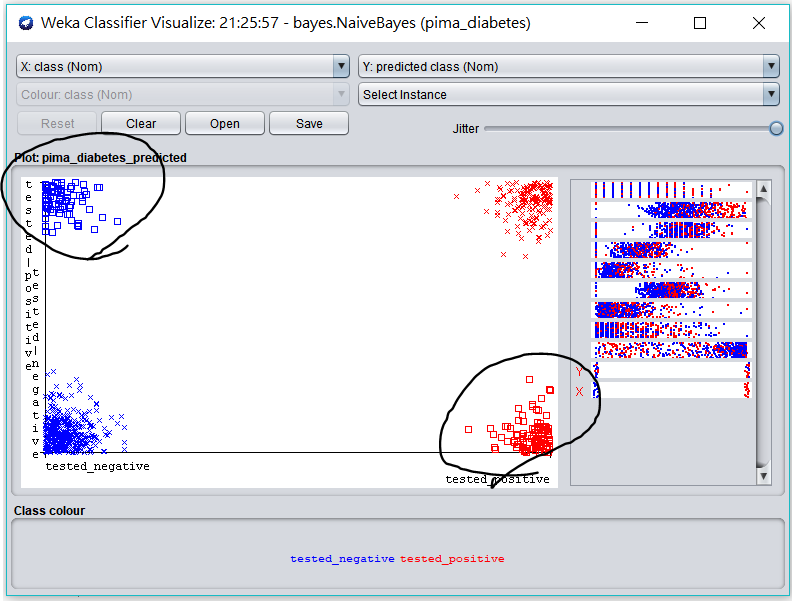 Weka Classifier Visualize: 21:25:57 - bayes.NaiveBayes (pima_diabetes)
X: class (Nom)
Y: predicted class (Nom)
Colour: class (Nom)
Select Instance
Reset
Clear
Open
Save
Jitter
Plot: pima_diabetes_predicted
tested_positive
tested_negative
tested_negative
tested_positive
Y
X
Class colour
tested_negative tested_positive